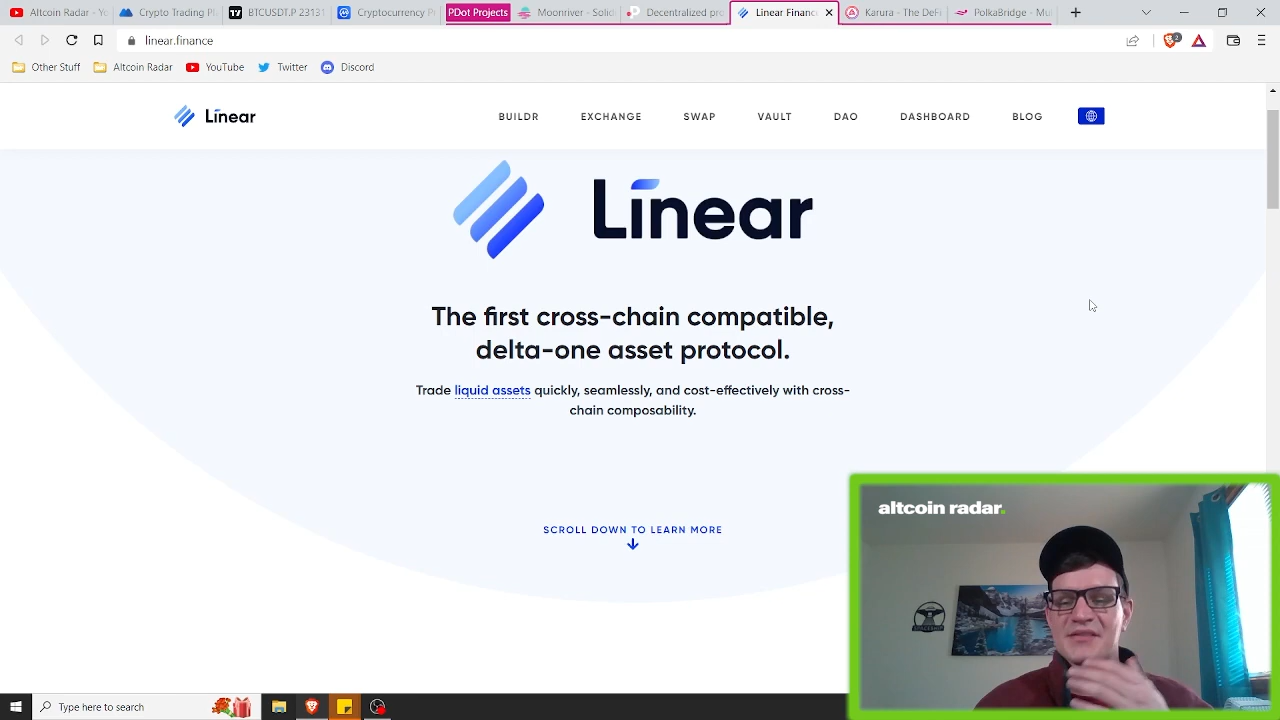 Altcoin Radar - Yo
Crypto Trading Pl
BTCUSDT.P 23131
Cryptocurrency P
PDot Projects
Moonriver - Solid
Decentralized pro
Linear Financ
Karura - The DeFi
PolkaBridge - Mul
linear.finance
2
Other Stuff
Altcoin Radar
YouTube
Twitter
Discord
Linear
BUILDR
EXCHANGE
SWAP
VAULT
DAO
DASHBOARD
BLOG
Linear
The first cross-chain compatible,
delta-one asset protocol.
Trade liquid assets quickly, seamlessly, and cost-effectively with cross-
chain composability.
SCROLL DOWN TO LEARN MORE
altcoin radar.
Type here to search